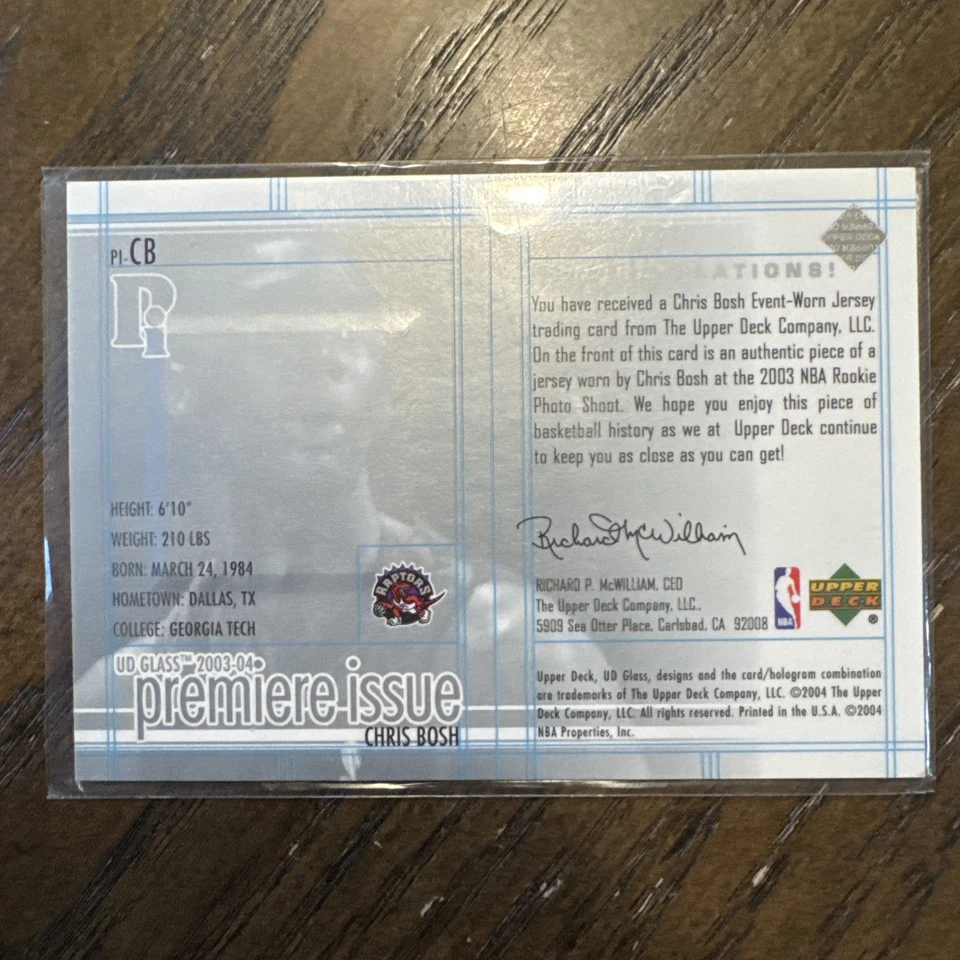 PI-CB
Pi
HEIGHT: 6'10"
WEIGHT: 210 LBS
BORN: MARCH 24, 1984
HOMETOWN: DALLAS, TX
COLLEGE: GEORGIA TECH
RAPTORS
UD GLASS™ 2003-04
premiere issue
CHRIS BOSH
UPPER DECK
ATIONS!
You have received a Chris Bosh Event-Worn Jersey
trading card from The Upper Deck Company, LLC.
On the front of this card is an authentic piece of a
jersey worn by Chris Bosh at the 2003 NBA Rookie
Photo Shoot. We hope you enjoy this piece of
basketball history as we at Upper Deck continue
to keep you as close as you can get!
Richard McWilliam
RICHARD P. McWILLIAM, CEO
The Upper Deck Company, LLC.,
5909 Sea Otter Place, Carlsbad, CA 92008
NBA
UPPER
DECK
®
Upper Deck, UD Glass, designs and the card/hologram combination
are trademarks of The Upper Deck Company, LLC. ©2004 The Upper
Deck Company, LLC. All rights reserved. Printed in the U.S.A. ©2004
NBA Properties, Inc.